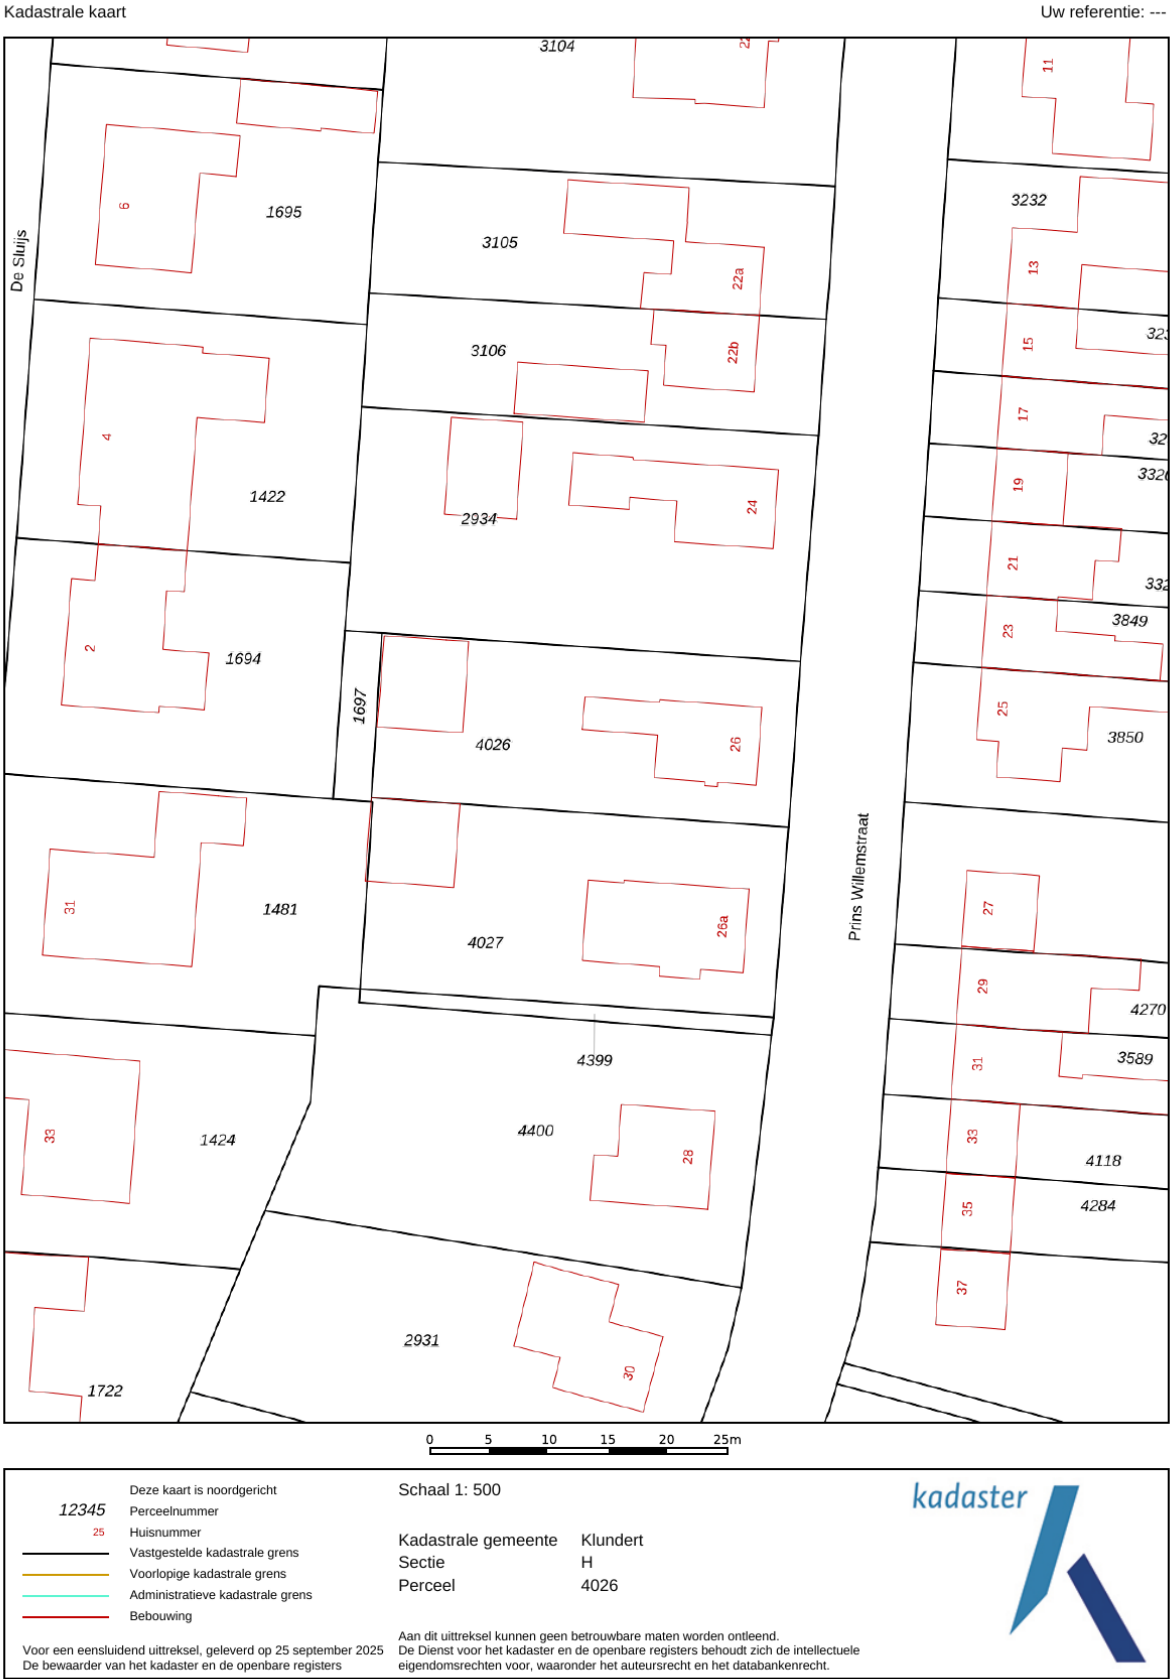 Kadastrale kaart
Uw referentie: ---
3104
22
11
6
1695
3232
3105
De Sluijs
22a
13
3106
22b
15
323
4
17
32
1422
2934
24
19
3320
21
332
2
1694
23
3849
1697
4026
26
25
3850
Prins Willemstraat
31
1481
4027
26a
27
29
4270
4399
31
3589
33
1424
4400
28
33
4118
35
4284
37
2931
30
1722
0 5 10 15 20 25m
Deze kaart is noordgericht
12345 Perceelnummer
25 Huisnummer
Vastgestelde kadastrale grens
Voorlopige kadastrale grens
Administratieve kadastrale grens
Bebouwing
Voor een eensluidend uittreksel, geleverd op 25 september 2025
De bewaarder van het kadaster en de openbare registers
Schaal 1: 500
Kadastrale gemeente Klundert
Sectie H
Perceel 4026
Aan dit uittreksel kunnen geen betrouwbare maten worden ontleend.
De Dienst voor het kadaster en de openbare registers behoudt zich de intellectuele
eigendomsrechten voor, waaronder het auteursrecht en het databankenrecht.
kadaster